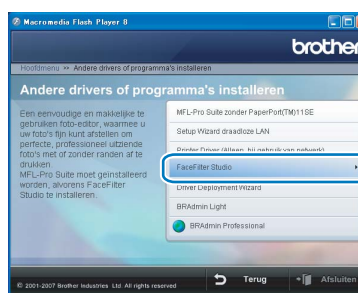 Macromedia Flash Player 8
brother
Hoofdmenu •• Andere drivers of programma's installeren
Andere drivers of programma's installeren
Een eenvoudige en makkelijke te
gebruiken foto-editor, waarmee u
uw foto's fijn kunt afstellen om
perfecte, professioneel uitziende
foto's met of zonder randen af te
drukken.
MFL-Pro Suite moet geïnstalleerd
worden, alvorens FaceFilter
Studio te installeren.
MFL-Pro Suite zonder PaperPort(TM)11SE
Setup Wizard draadloze LAN
Printer Driver (Alleen, bij gebruik van netwerk)
FaceFilter Studio
Driver Deployment Wizard
BRAdmin Light
BRAdmin Professional
© 2001-2007 Brother Industries Ltd. All rights reserved
Terug
Afsluiten